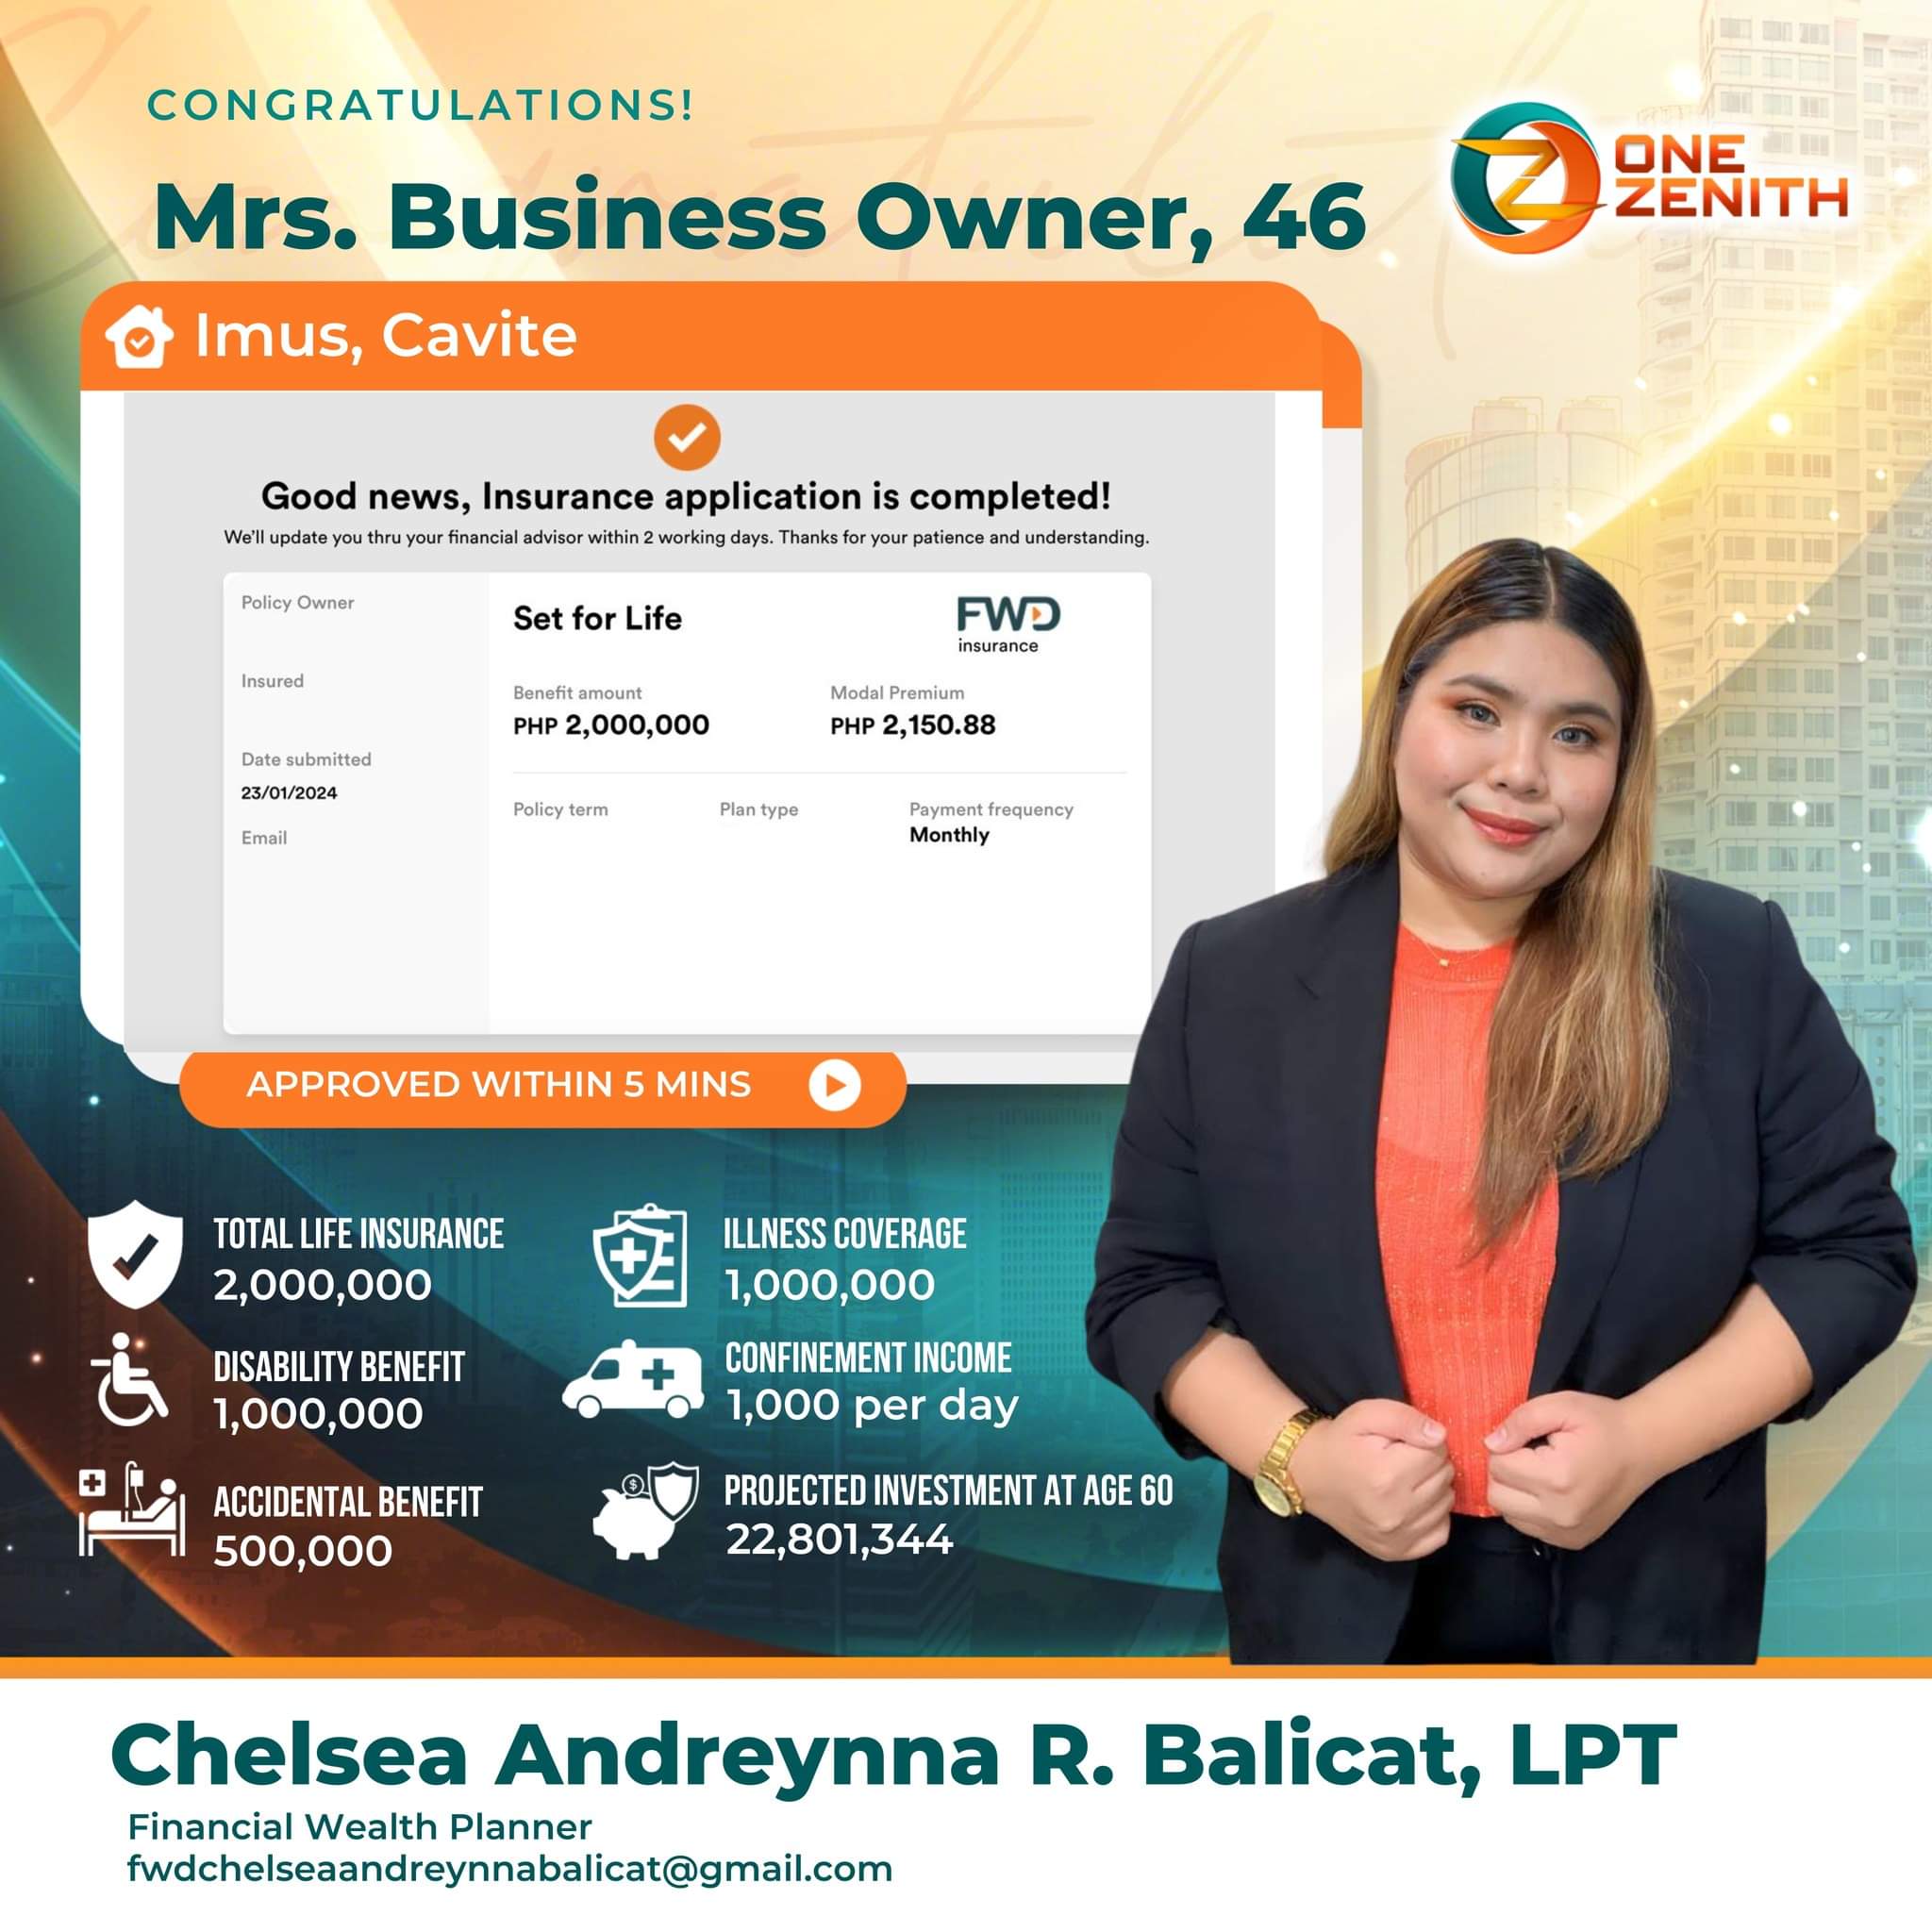 CONGRATULATIONS!
Mrs. Business Owner, 46
ONE
ZENITH
Imus, Cavite
Good news, Insurance application is completed!
We'll update you thru your financial advisor within 2 working days. Thanks for your patience and understanding.
Policy Owner
Insured
Date submitted
23/01/2024
Email
Set for Life
FWD
insurance
Benefit amount
PHP 2,000,000
Modal Premium
PHP 2,150.88
Policy term
Plan type
Payment frequency
Monthly
APPROVED WITHIN 5 MINS
TOTAL LIFE INSURANCE
2,000,000
ILLNESS COVERAGE
1,000,000
DISABILITY BENEFIT
1,000,000
CONFINEMENT INCOME
1,000 per day
ACCIDENTAL BENEFIT
500,000
PROJECTED INVESTMENT AT AGE 60
22,801,344
Chelsea Andreynna R. Balicat, LPT
Financial Wealth Planner
fwdchelseaandreynnabalicat@gmail.com